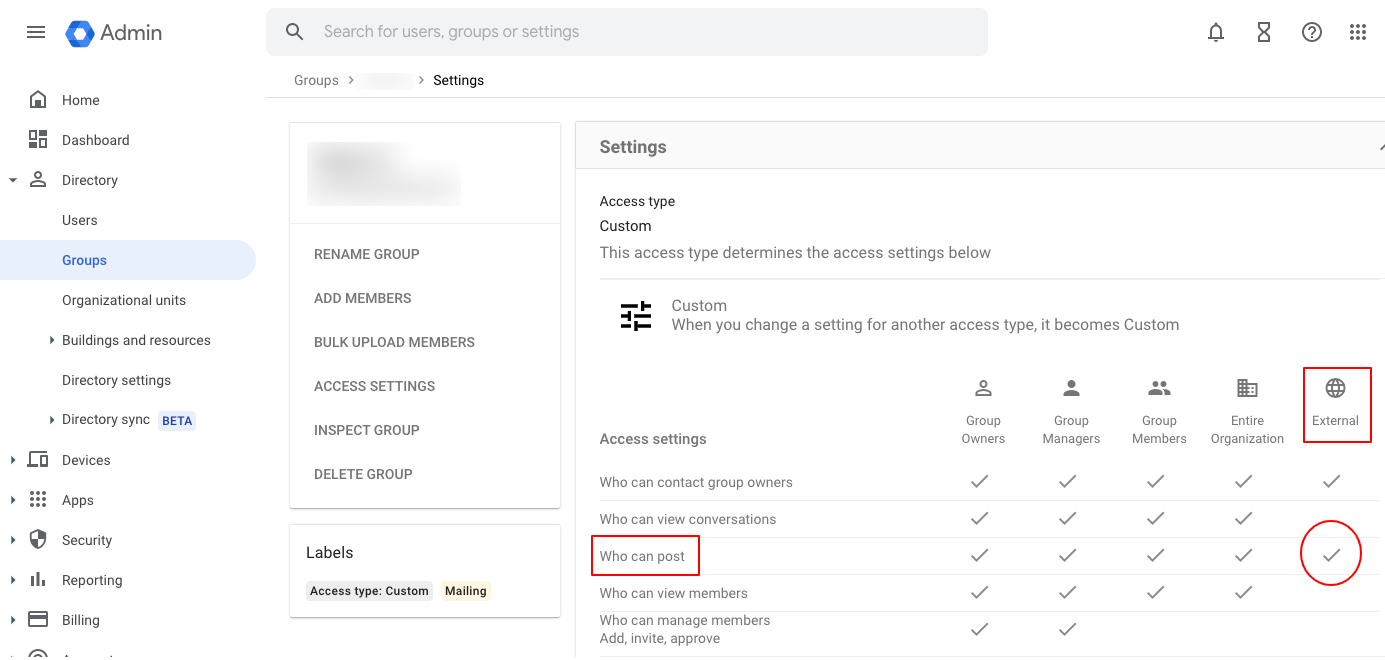 Admin
Search for users, groups or settings
Groups > > Settings
Home
Dashboard
Directory
Users
Groups
Organizational units
Buildings and resources
Directory settings
Directory sync BETA
Devices
Apps
Security
Reporting
Billing
RENAME GROUP
ADD MEMBERS
BULK UPLOAD MEMBERS
ACCESS SETTINGS
INSPECT GROUP
DELETE GROUP
Labels
Access type: Custom Mailing
Settings
Access type
Custom
This access type determines the access settings below
Custom
When you change a setting for another access type, it becomes Custom
Access settings
Group
Owners
Group
Managers
Group
Members
Entire
Organization
External
Who can contact group owners
Who can view conversations
Who can post
Who can view members
Who can manage members
Add, invite, approve